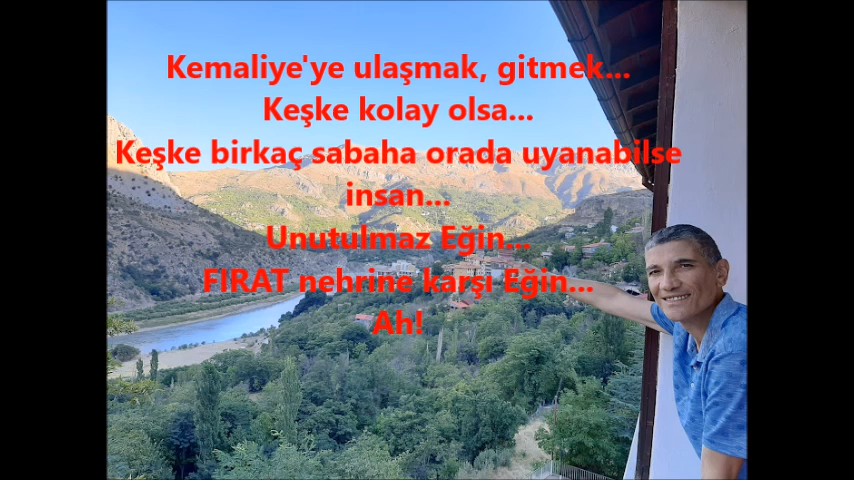 Kemaliye'ye ulaşmak, gitmek...
Keşke kolay olsa...
Keşke birkaç sabaha orada uyanabilse
insan...
Unutulmaz Eğin...
FIRAT nehrine karşı Eğin...
Ah!